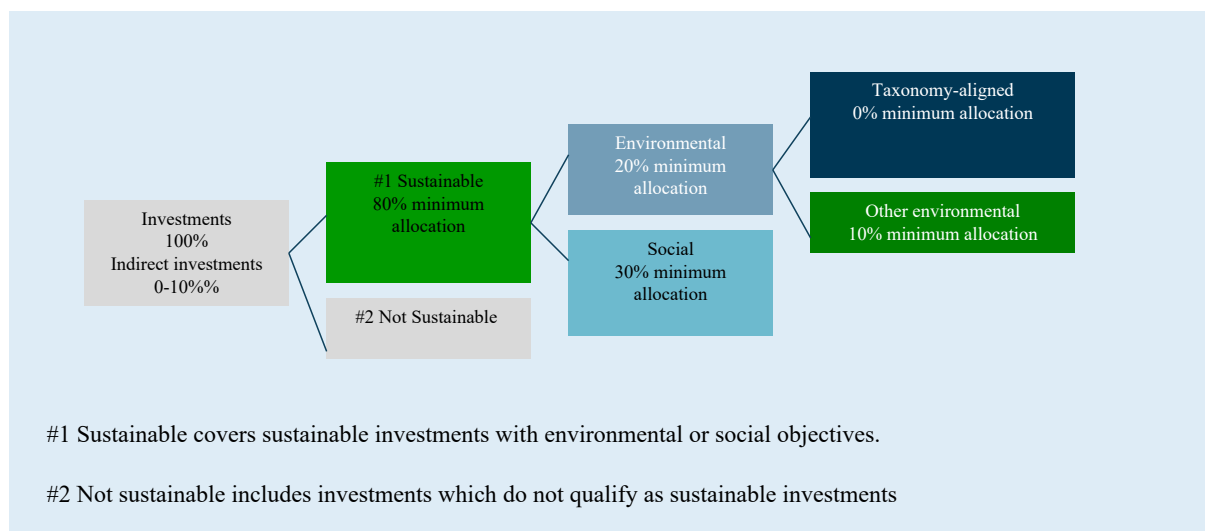 Taxonomy-aligned
0% minimum allocation
Environmental
20% minimum
allocation
#1 Sustainable
80% minimum
allocation
Other environmental
10% minimum allocation
Investments
100%
Indirect investments
0-10%%
Social
30% minimum
allocation
#2 Not Sustainable
#1 Sustainable covers sustainable investments with environmental or social objectives.
#2 Not sustainable includes investments which do not qualify as sustainable investments